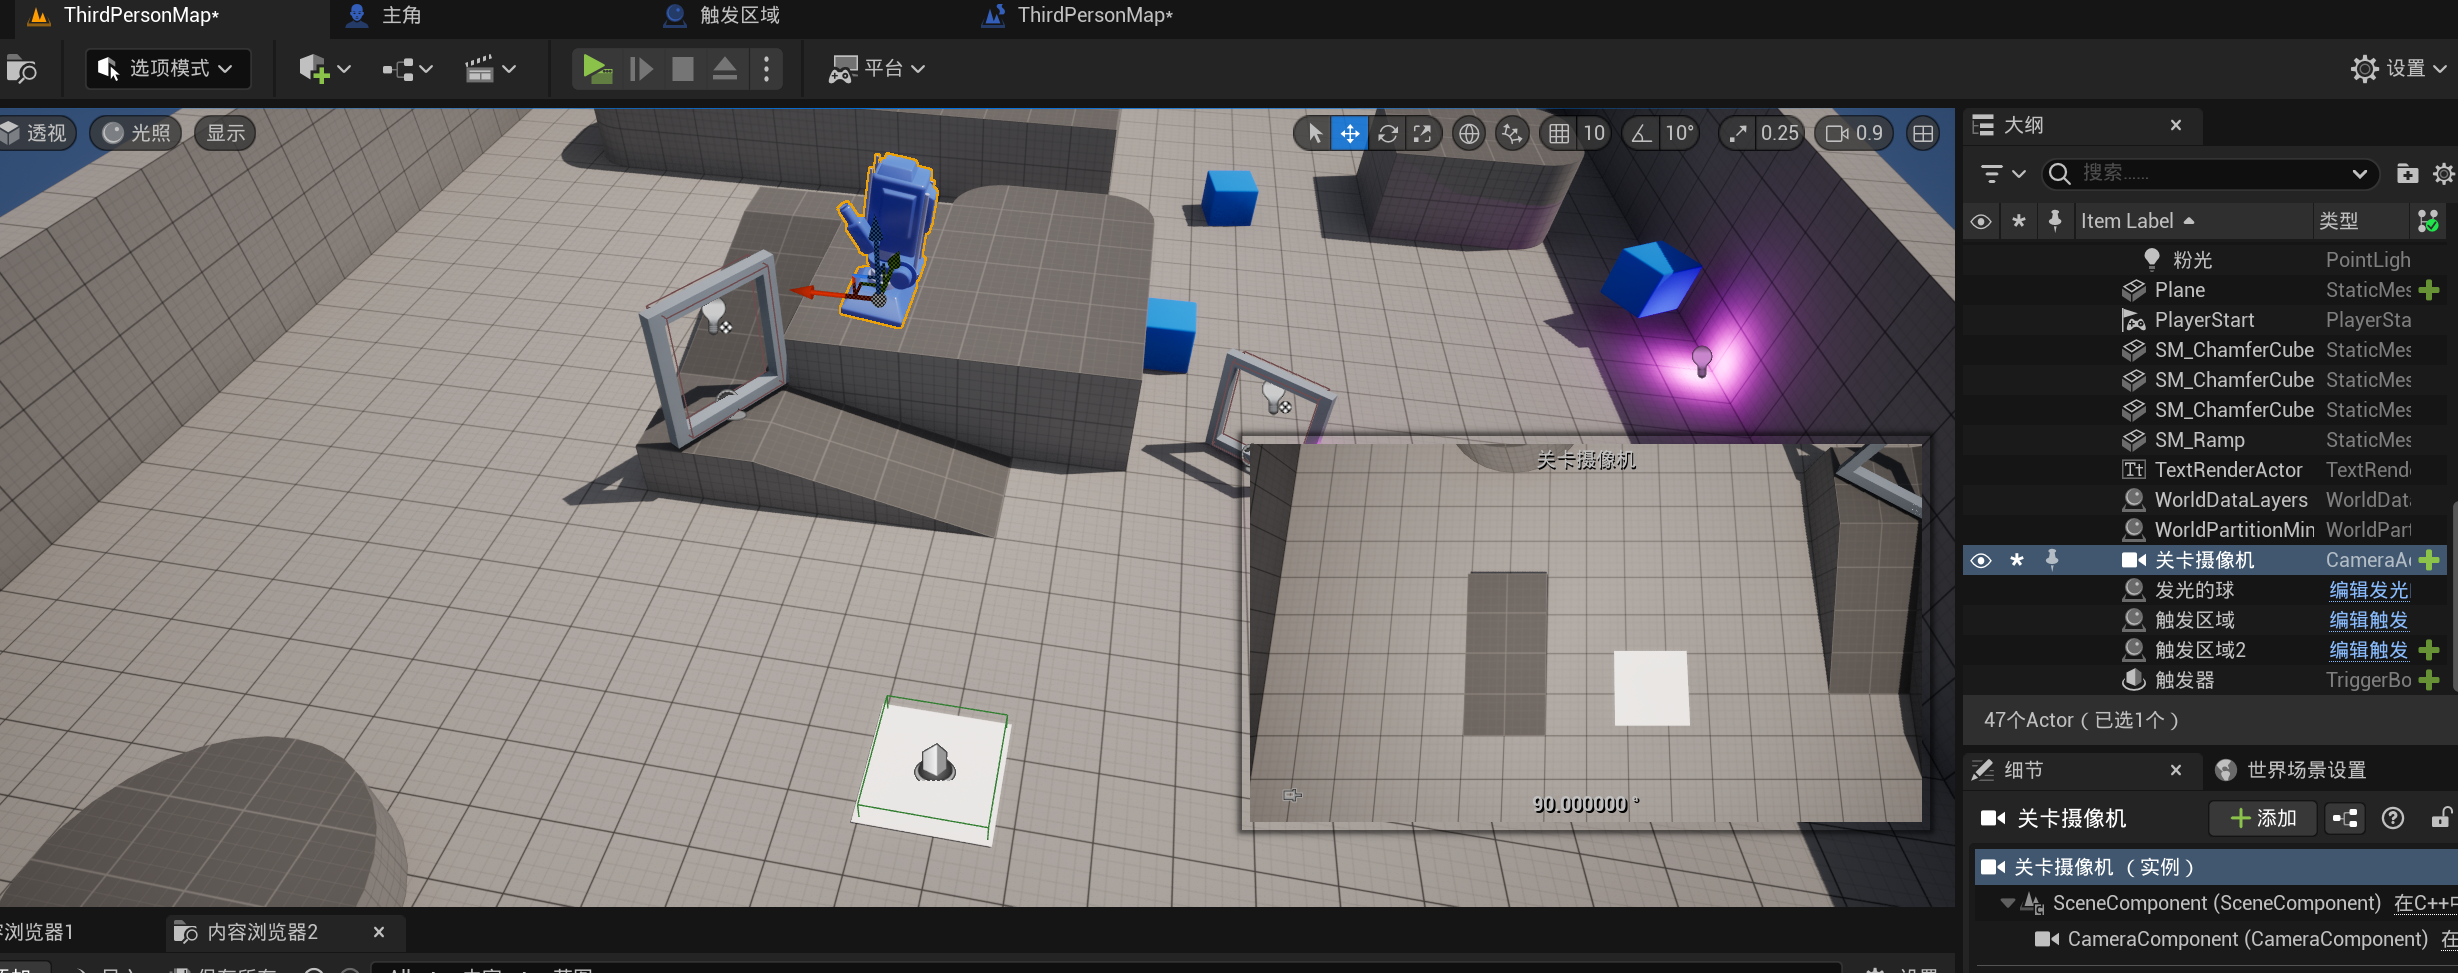 ThirdPersonMap*
主角
触发区域
ThirdPersonMap*
选项模式
平台
设置
透视
光照
显示
10
10°
0.25
0.9
大纲
搜索......
Item Label
类型
粉光
PointLigh
Plane
StaticMes
PlayerStart
PlayerSta
SM_ChamferCube
StaticMes
SM_ChamferCube
StaticMes
SM_ChamferCube
StaticMes
SM_Ramp
StaticMes
Tt
TextRenderActor
TextRend
WorldDataLayers
WorldData
WorldPartitionMin
WorldPart
关卡摄像机
CameraA
发光的球
编辑发光
触发区域
编辑触发
触发区域2
编辑触发
触发器
TriggerBo
47个Actor（已选1个）
关卡摄像机
90.000000 °
细节
世界场景设置
关卡摄像机
添加
关卡摄像机 （实例）
SceneComponent (SceneComponent)
在C++中
CameraComponent (CameraComponent)
在
浏览器1
内容浏览器2